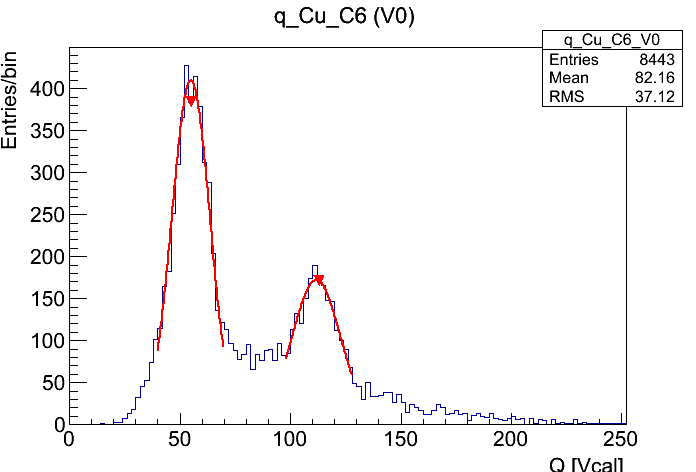 q_Cu_C6 (V0)
q_Cu_C6_V0
Entries 8443
Mean 82.16
RMS 37.12
Entries/bin
400
350
300
250
200
150
100
50
0
0 50 100 150 200 250
Q [Vcal]